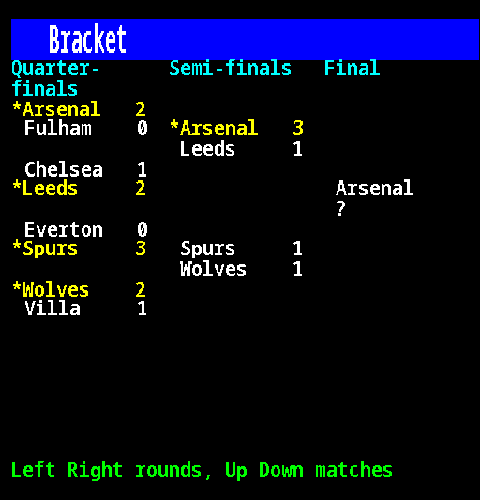 Bracket
Quarter-finals Semi-finals Final
*Arsenal 2
Fulham 0 *Arsenal 3
Leeds 1
Chelsea 1
*Leeds 2 Arsenal
?
Everton 0
*Spurs 3 Spurs 1
Wolves 1
*Wolves 2
Villa 1
Left Right rounds, Up Down matches